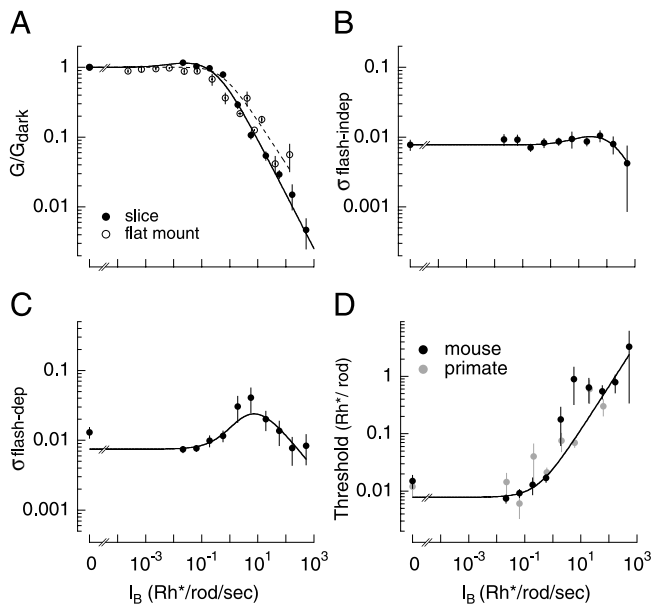 A
B
1
0.1
0.01
G/G_dark
slice
flat mount
0.1
0.01
0.001
σ flash-indep
C
D
0.1
0.01
0.001
σ flash-dep
0 10^-3 10^-1 10^1 10^3
I_B (Rh*/rod/sec)
mouse
primate
1
0.1
0.01
Threshold (Rh*/ rod)
0 10^-3 10^-1 10^1 10^3
I_B (Rh*/rod/sec)